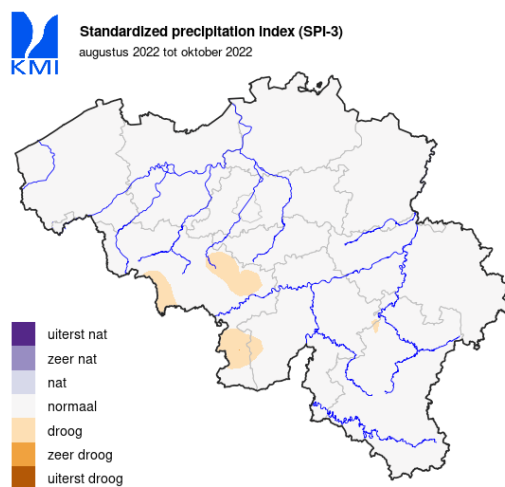 Standardized precipitation index (SPI-3)
augustus 2022 tot oktober 2022
KMI
uiterst nat
zeer nat
nat
normaal
droog
zeer droog
uiterst droog